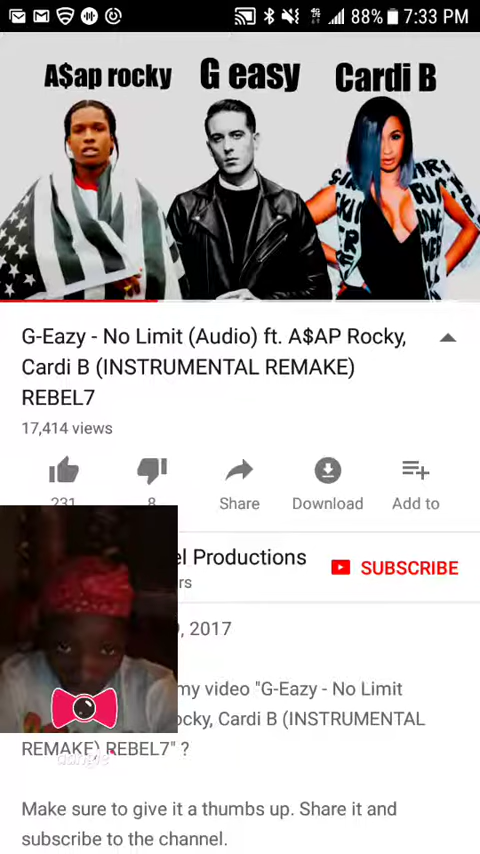 88% 7:33 PM
A$ap rocky G easy Cardi B
G-Eazy - No Limit (Audio) ft. A$AP Rocky,
Cardi B (INSTRUMENTAL REMAKE)
REBEL7
17,414 views
231 8 Share Download Add to
el Productions
SUBSCRIBE
rs
, 2017
my video "G-Eazy - No Limit
ocky, Cardi B (INSTRUMENTAL
REMAKE) REBEL7" ?
Make sure to give it a thumbs up. Share it and
subscribe to the channel.